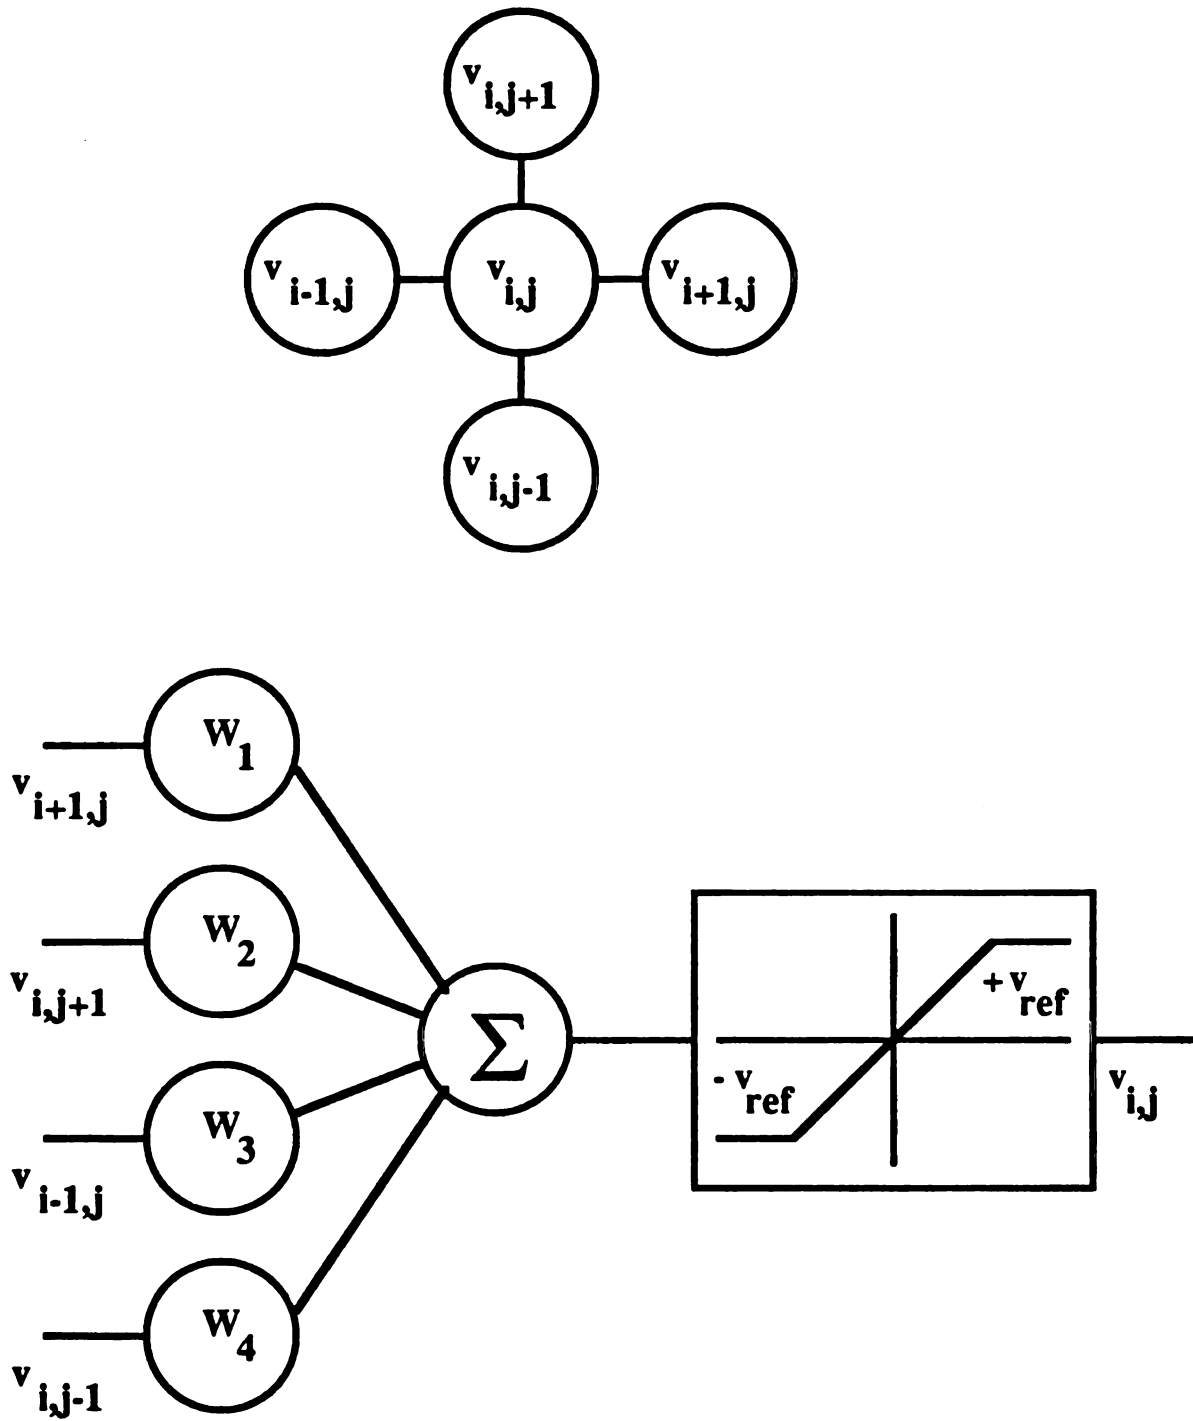 v i,j+1
v i-1,j
v i,j
v i+1,j
v i,j-1
W 1
v i+1,j
W 2
v i,j+1
Σ
+ v ref
- v ref
v i,j
W 3
v i-1,j
W 4
v i,j-1